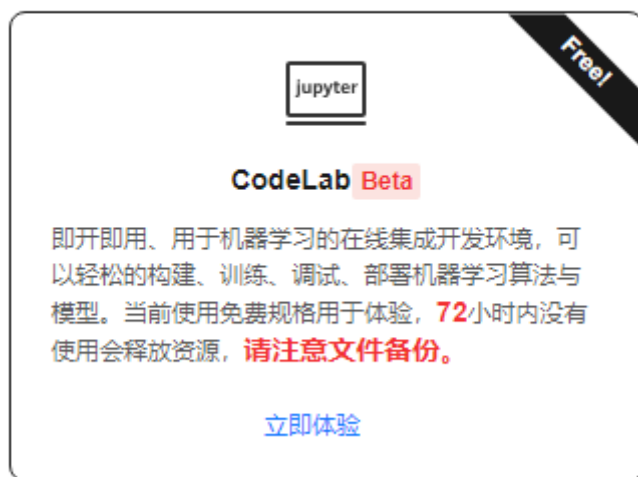 Free!
jupyter
CodeLab Beta
即开即用、用于机器学习的在线集成开发环境，可
以轻松的构建、训练、调试、部署机器学习算法与
模型。当前使用免费规格用于体验，72小时内没有
使用会释放资源，请注意文件备份。
立即体验